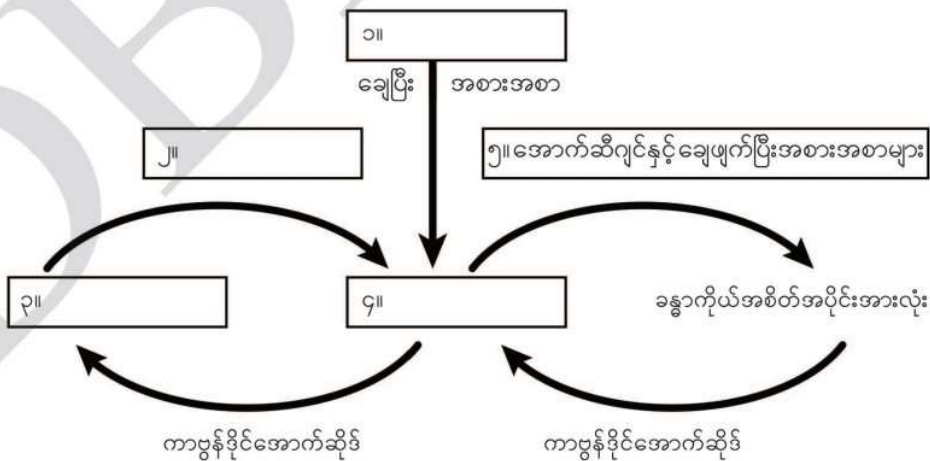 ၁။
ချေပြီး အစားအစာ
၂။
၅။ အောက်ဆီဂျင်နှင့် ချေဖျက်ပြီးအစားအစာများ
၃။
၄။
ခန္ဓာကိုယ်အစိတ်အပိုင်းအားလုံး
ကာဗွန်ဒိုင်အောက်ဆိုဒ်
ကာဗွန်ဒိုင်အောက်ဆိုဒ်